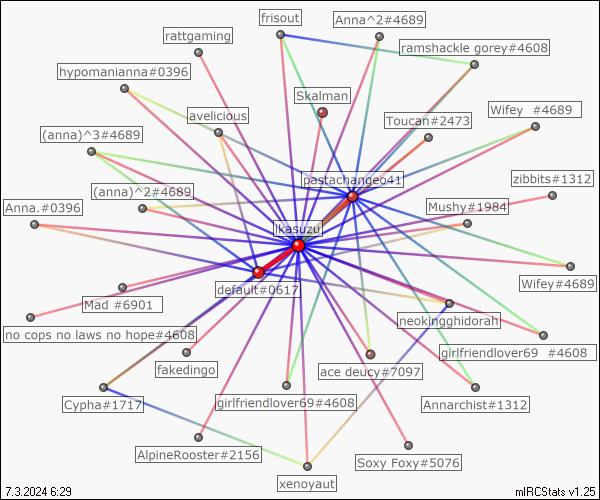 frisout
Anna^2#4689
rattgaming
ramshackle gorey#4608
hypomanianna#0396
Skalman
avelicious
Toucan#2473
Wifey #4689
(anna)^3#4689
pastachangeo41
zibbits#1312
(anna)^2#4689
Mushy#1984
Anna.#0396
ikasuzu
default#0617
Wifey#4689
Mad #6901
neokingghidorah
no cops no laws no hope#4608
girlfriendlover69 #4608
fakedingo
ace deucy#7097
Cypha#1717
girlfriendlover69#4608
Annarchist#1312
AlpineRooster#2156
Soxy Foxy#5076
xenoyaut
7.3.2024 6:29
mIRCStats v1.25